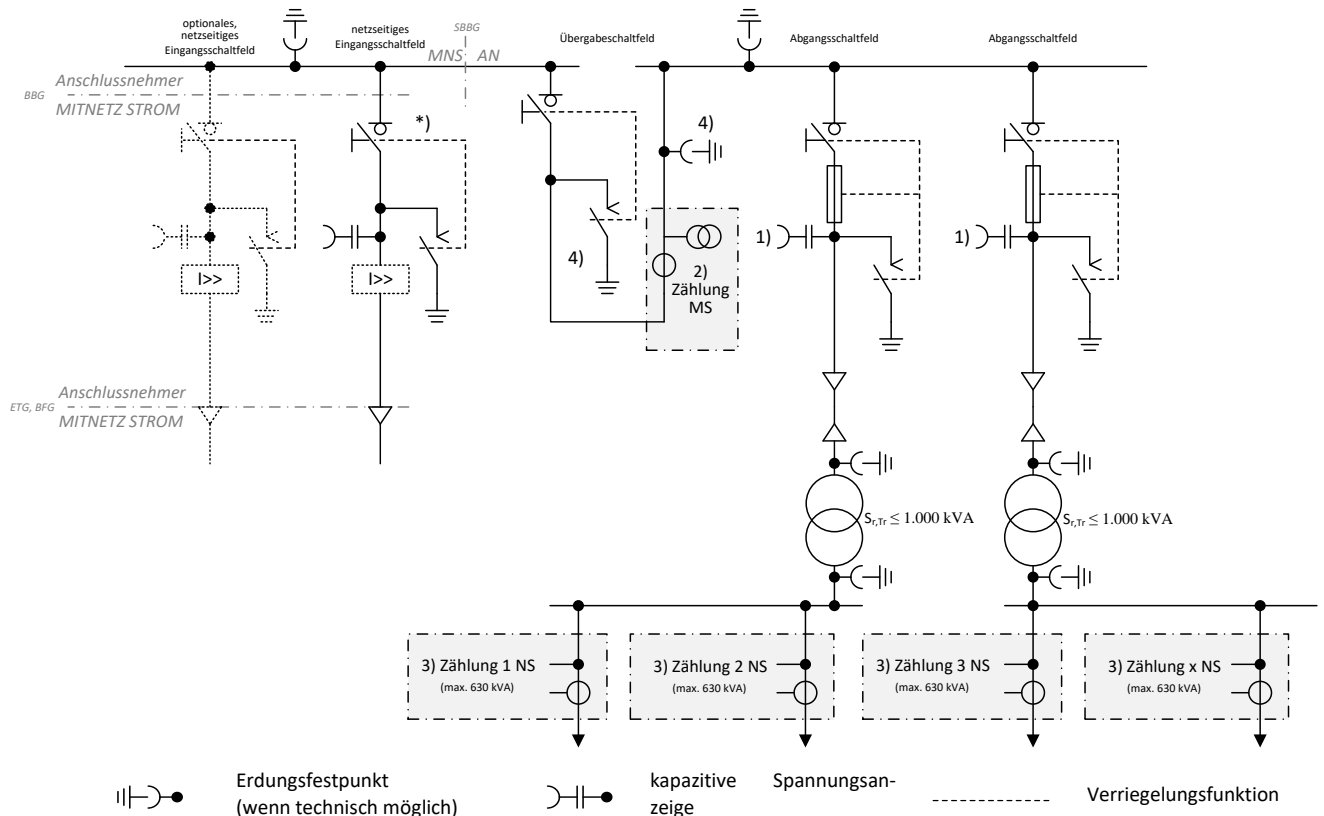 optionales,
netzseitiges
Eingangsschaltfeld
netzseitiges
Eingangsschaltfeld
SBBG
MNS AN
Übergabeschaltfeld
Abgangsschaltfeld
Abgangsschaltfeld
BBG
Anschlussnehmer
MITNETZ STROM
*)
4)
4)
1)
1)
I>>
I>>
2)
Zählung
MS
ETG, BFG
Anschlussnehmer
MITNETZ STROM
Sr,Tr ≤ 1.000 kVA
Sr,Tr ≤ 1.000 kVA
3) Zählung 1 NS
(max. 630 kVA)
3) Zählung 2 NS
(max. 630 kVA)
3) Zählung 3 NS
(max. 630 kVA)
3) Zählung x NS
(max. 630 kVA)
Erdungsfestpunkt
(wenn technisch möglich)
kapazitive Spannungsan-
zeige
Verriegelungsfunktion